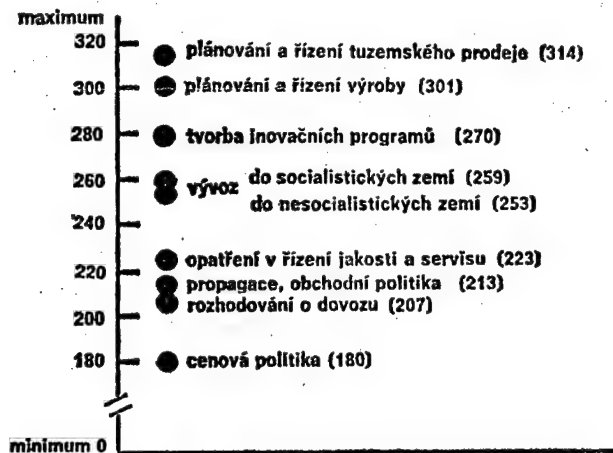 maximum
320
plánování a řízení tuzemského prodeje (314)
300
plánování a řízení výroby (301)
280
tvorba inovačních programů (270)
260
vývoz do socialistických zemí (259)
do nesocialistických zemí (253)
240
opatření v řízení jakosti a servisu (223)
220
propagace, obchodní politika (213)
rozhodování o dovozu (207)
200
180
cenová politika (180)
minimum 0